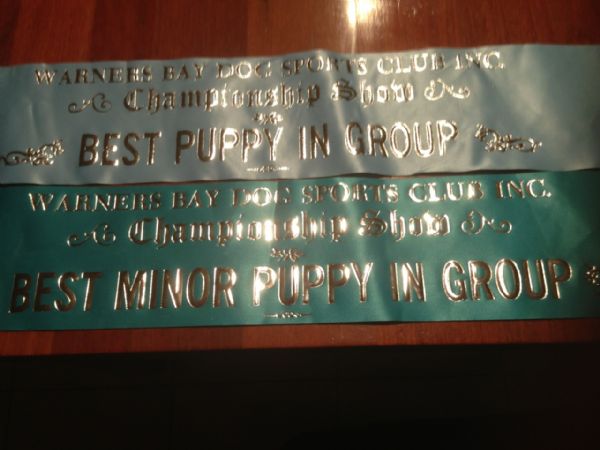 WARNERS BAY DOG SPORTS CLUB INC.
Championship Show
BEST PUPPY IN GROUP
WARNERS BAY DOG SPORTS CLUB INC.
Championship Show
BEST MINOR PUPPY IN GROUP